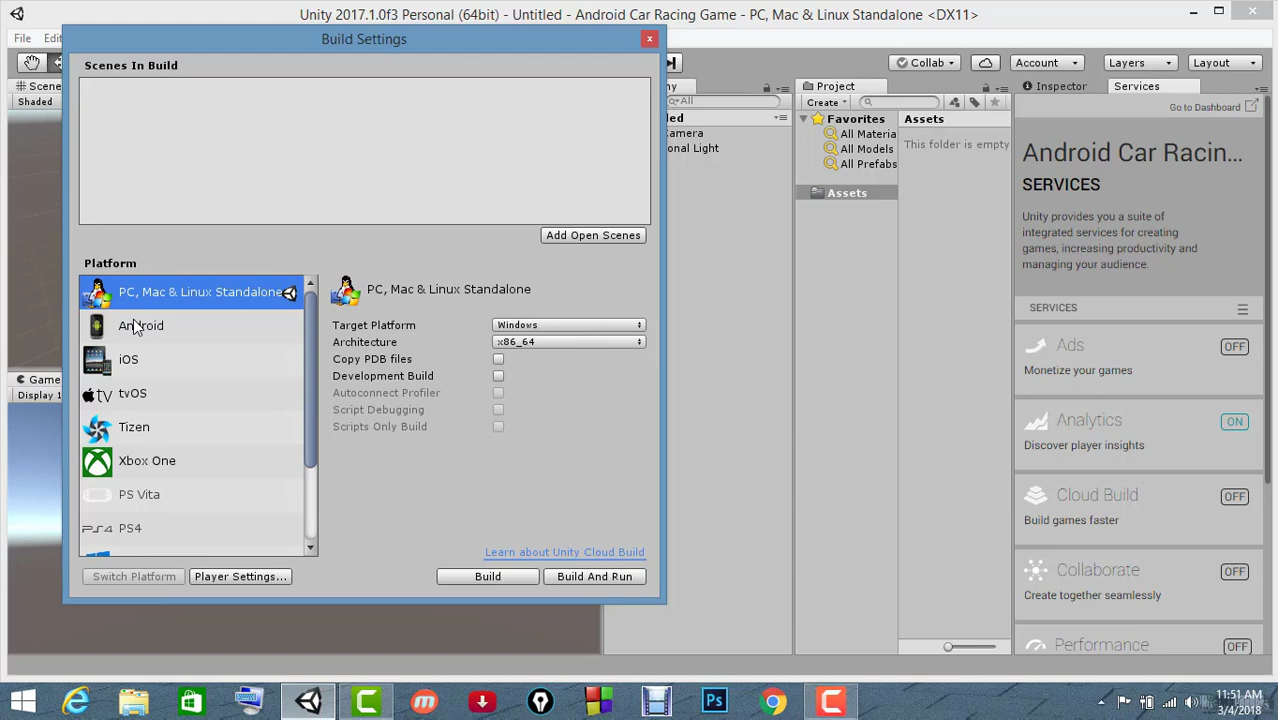 Unity 2017.1.0f3 Personal (64bit) - Untitled - Android Car Racing Game - PC, Mac & Linux Standalone <DX11>
File
Build Settings
Collab
Account
Layers
Layout
Scene
Shaded
Scenes In Build
Add Open Scenes
Platform
PC, Mac & Linux Standalone
Android
iOS
tvOS
Tizen
Xbox One
PS Vita
PS4
PC, Mac & Linux Standalone
Target Platform
Windows
Architecture
x86_64
Copy PDB files
Development Build
Autoconnect Profiler
Script Debugging
Scripts Only Build
Learn about Unity Cloud Build
Switch Platform
Player Settings...
Build
Build And Run
Game
Display 1
All
Camera
Project
Create
Favorites
All Materia
All Models
All Prefabs
Assets
Assets
This folder is empty
Inspector
Services
Go to Dashboard
Android Car Racin...
SERVICES
Unity provides you a suite of
integrated services for creating
games, increasing productivity and
managing your audience.
SERVICES
Ads
OFF
Monetize your games
Analytics
ON
Discover player insights
Cloud Build
OFF
Build games faster
Collaborate
OFF
Create together seamlessly
Performance
OFF
11:51 AM
3/4/2018